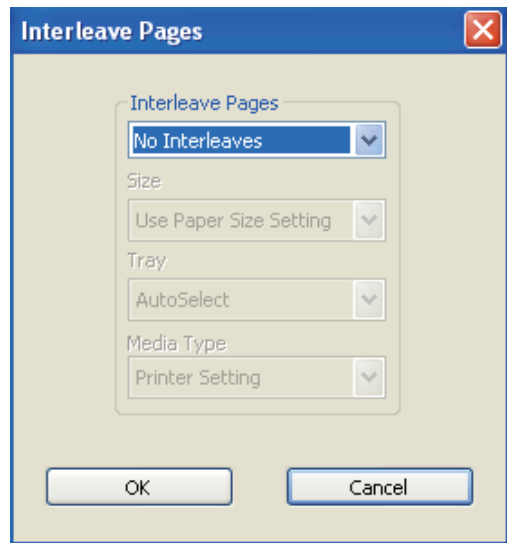 Interleave Pages
Interleave Pages
No Interleaves
Size
Use Paper Size Setting
Tray
AutoSelect
Media Type
Printer Setting
OK Cancel